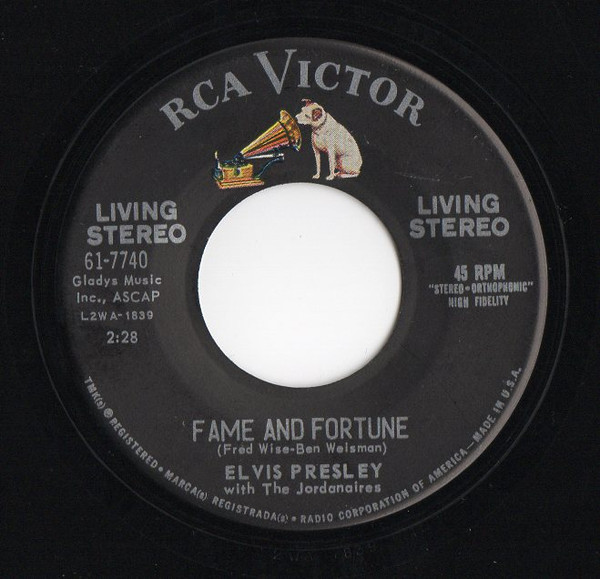 RCA VICTOR
LIVING
STEREO
61-7740
Gladys Music
Inc., ASCAP
L2WA-1839
2:28
LIVING
STEREO
45 RPM
"STEREO-ORTHOPHONIC"
HIGH FIDELITY
FAME AND FORTUNE
(Fred Wise-Ben Weisman)
ELVIS PRESLEY
with The Jordanaires
TMK(s) ® REGISTERED • MARCA(s) REGISTRADA(s) • RADIO CORPORATION OF AMERICA—MADE IN U.S.A.